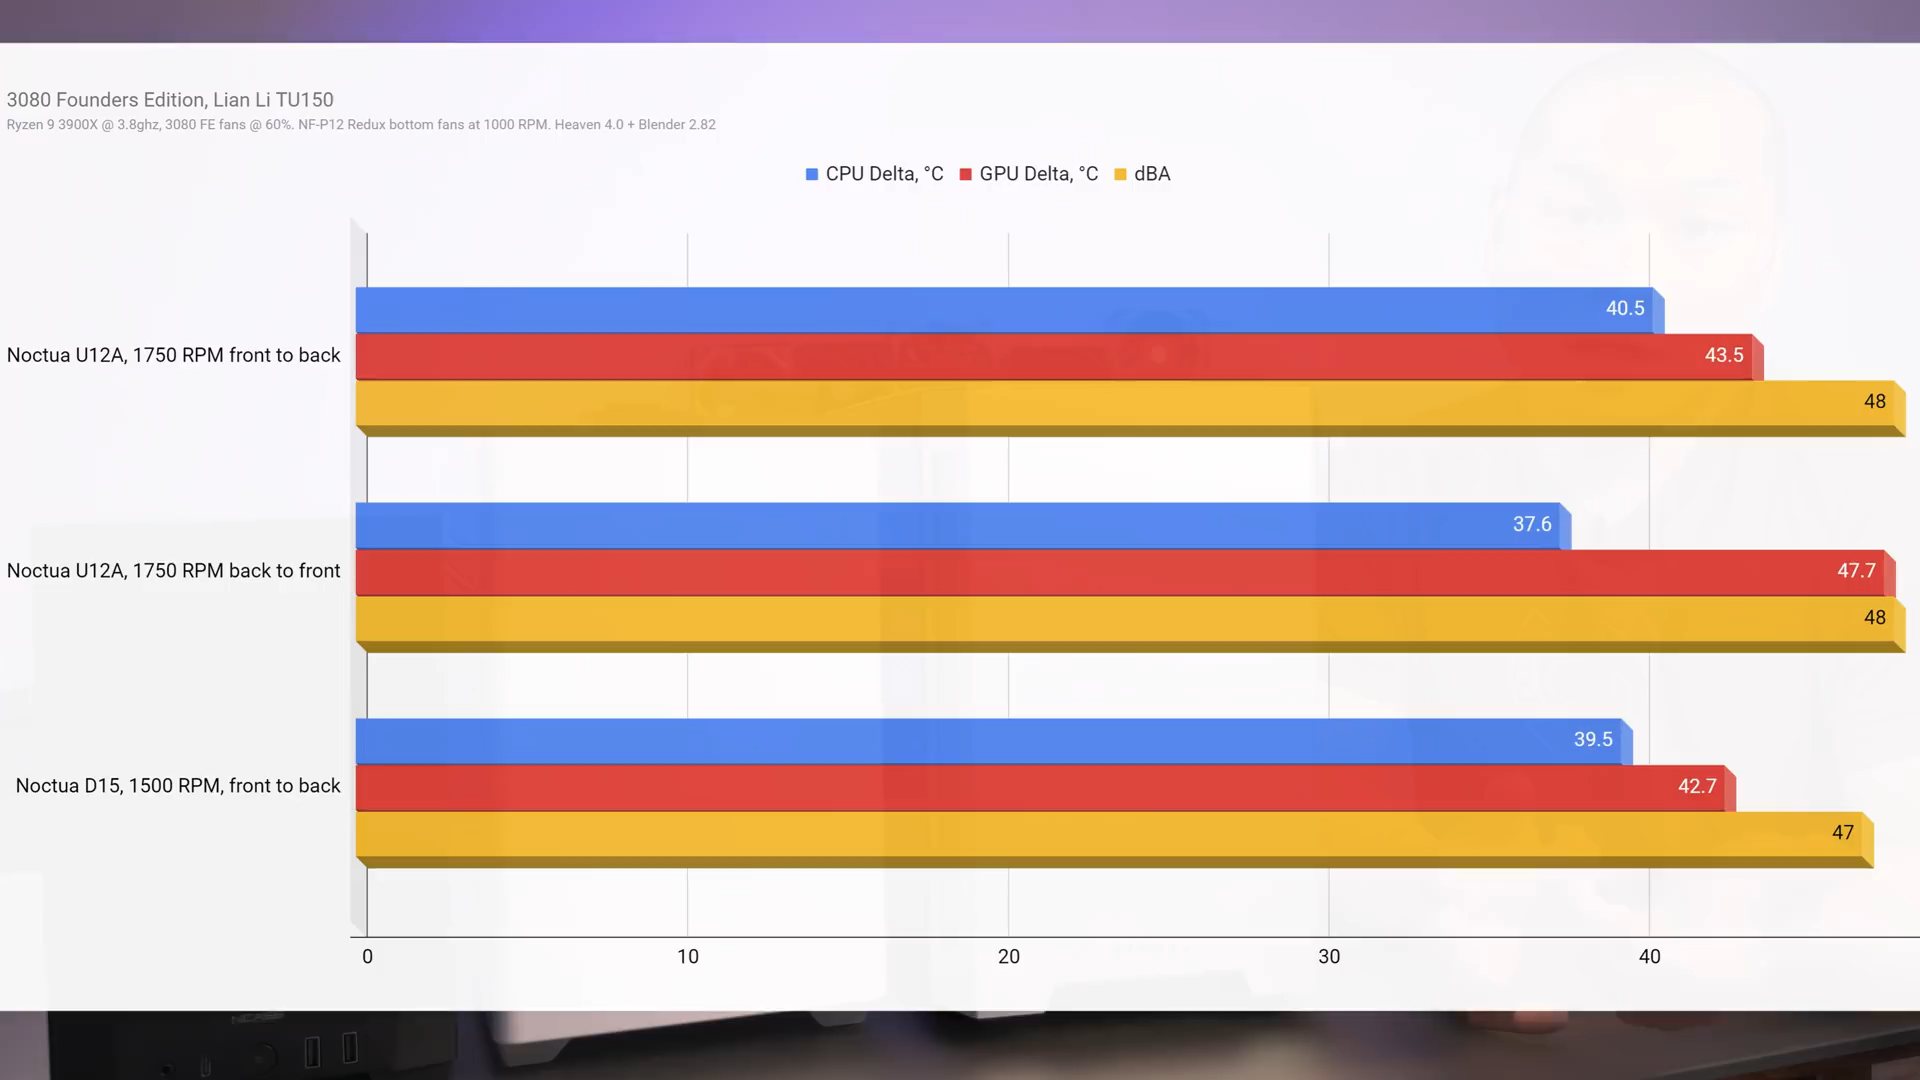 3080 Founders Edition, Lian Li TU150
Ryzen 9 3900X @ 3.8ghz, 3080 FE fans @ 60%. NF-P12 Redux bottom fans at 1000 RPM. Heaven 4.0 + Blender 2.82
CPU Delta, °C GPU Delta, °C dBA
Noctua U12A, 1750 RPM front to back
40.5
43.5
48
Noctua U12A, 1750 RPM back to front
37.6
47.7
48
Noctua D15, 1500 RPM, front to back
39.5
42.7
47
0 10 20 30 40